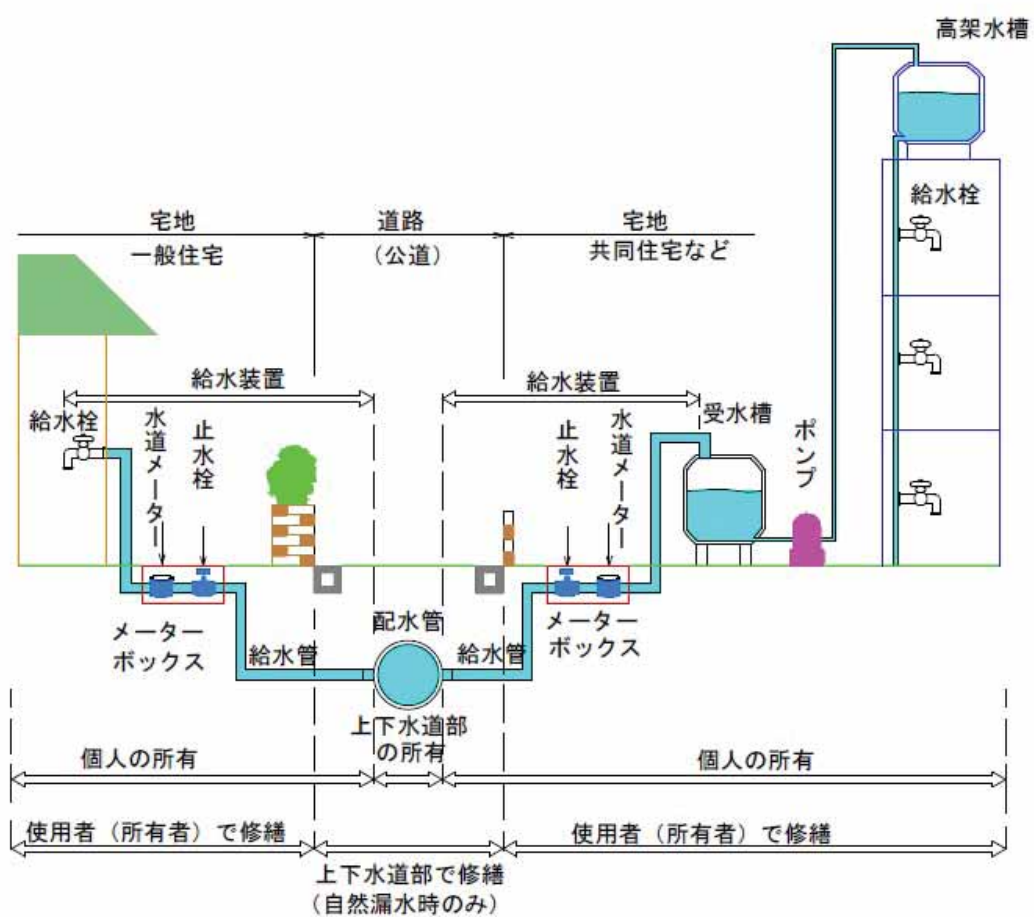 高架水槽
給水栓
宅地
道路
宅地
一般住宅
(公道)
共同住宅など
給水装置
給水装置
給水栓
水道メーター
止水栓
止水栓
水道メーター
受水槽
ポンプ
メーター
ボックス
給水管
配水管
給水管
メーター
ボックス
上下水道部
の所有
個人の所有
個人の所有
使用者(所有者)で修繕
使用者(所有者)で修繕
上下水道部で修繕
(自然漏水時のみ)